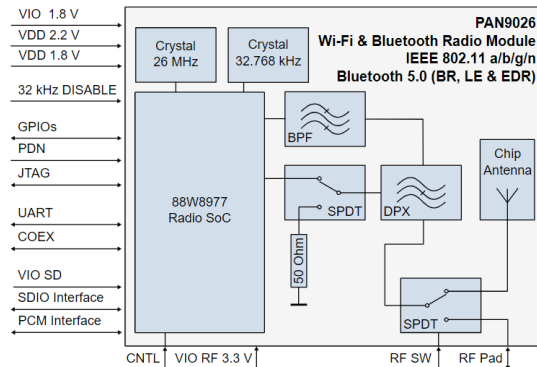 VIO 1.8 V
VDD 2.2 V
VDD 1.8 V
32 kHz DISABLE
GPIOs
PDN
JTAG
UART
COEX
VIO SD
SDIO Interface
PCM Interface
PAN9026
Wi-Fi & Bluetooth Radio Module
IEEE 802.11 a/b/g/n
Bluetooth 5.0 (BR, LE & EDR)
Crystal
26 MHz
Crystal
32.768 kHz
BPF
Chip
Antenna
88W8977
Radio SoC
SPDT
DPX
50 Ohm
SPDT
CNTL
VIO RF 3.3 V
RF SW
RF Pad